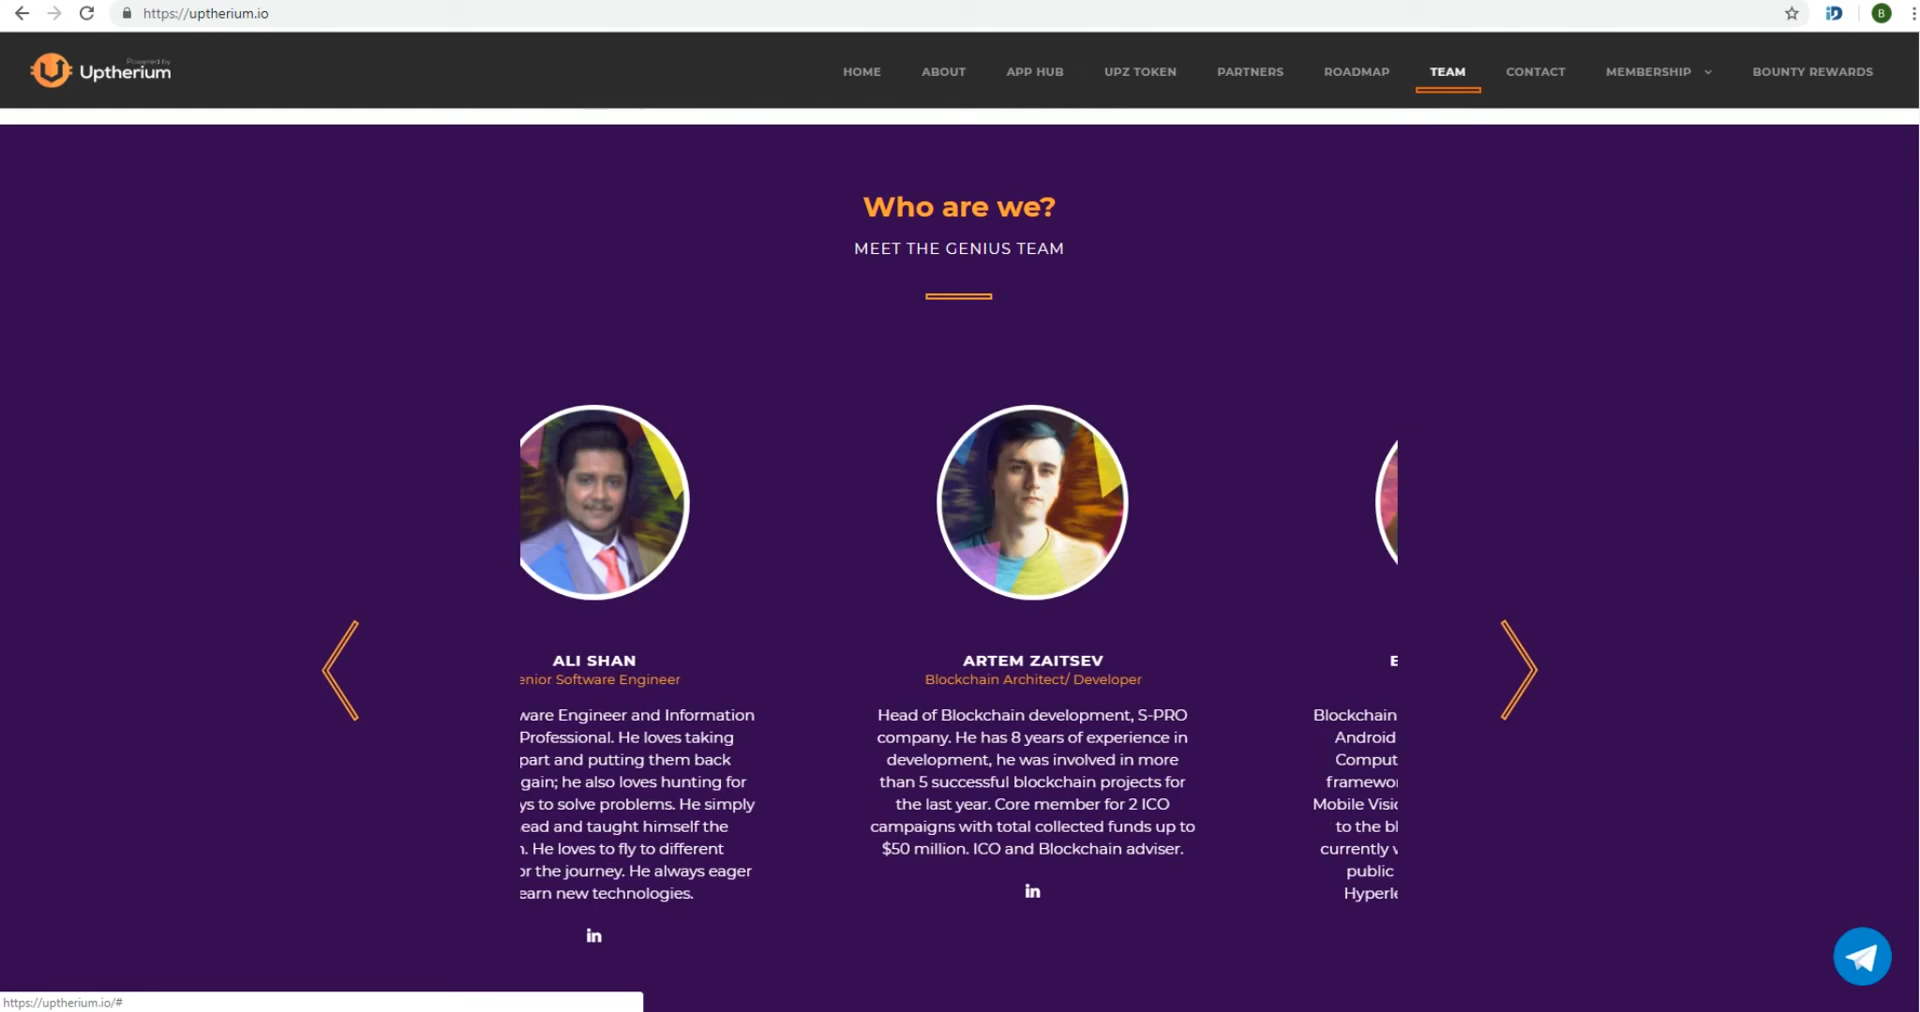 https://uptherium.io
B
Powered by
Uptherium
HOME
ABOUT
APP HUB
UPZ TOKEN
PARTNERS
ROADMAP
TEAM
CONTACT
MEMBERSHIP
BOUNTY REWARDS
Who are we?
MEET THE GENIUS TEAM
ALI SHAN
enior Software Engineer
ware Engineer and Information
Professional. He loves taking
part and putting them back
gain; he also loves hunting for
ys to solve problems. He simply
ead and taught himself the
n. He loves to fly to different
or the journey. He always eager
earn new technologies.
in
ARTEM ZAITSEV
Blockchain Architect/ Developer
Head of Blockchain development, S-PRO
company. He has 8 years of experience in
development, he was involved in more
than 5 successful blockchain projects for
the last year. Core member for 2 ICO
campaigns with total collected funds up to
$50 million. ICO and Blockchain adviser.
in
E
Blockchain
Android
Comput
framewor
Mobile Visio
to the bl
currently v
public
Hyperle
https://uptherium.io/#